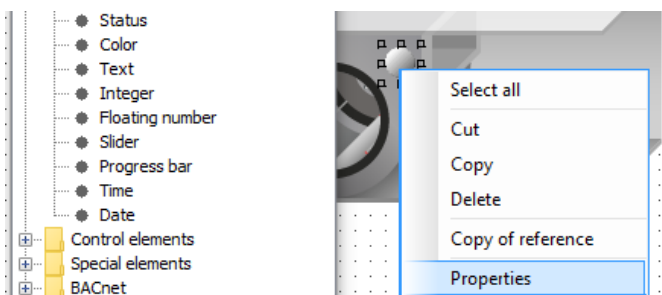 Status
Color
Text
Integer
Floating number
Slider
Progress bar
Time
Date
Control elements
Special elements
BACnet
Select all
Cut
Copy
Delete
Copy of reference
Properties